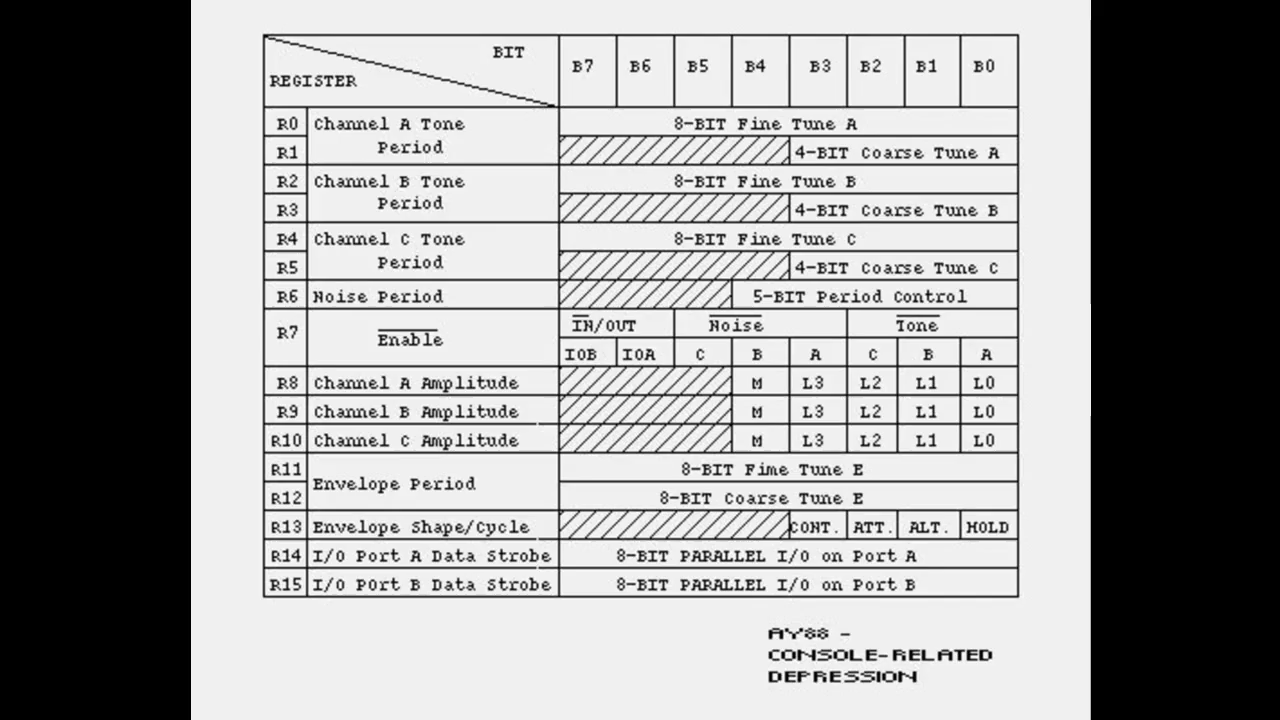 BIT
REGISTER
B7 B6 B5 B4 B3 B2 B1 B0
R0 Channel A Tone 8-BIT Fine Tune A
Period
R1 4-BIT Coarse Tune A
R2 Channel B Tone 8-BIT Fine Tune B
Period
R3 4-BIT Coarse Tune B
R4 Channel C Tone 8-BIT Fine Tune C
Period
R5 4-BIT Coarse Tune C
R6 Noise Period 5-BIT Period Control
R7 Enable IN/OUT Noise Tone
IOB IOA C B A C B A
R8 Channel A Amplitude M L3 L2 L1 L0
R9 Channel B Amplitude M L3 L2 L1 L0
R10 Channel C Amplitude M L3 L2 L1 L0
R11 8-BIT Fime Tune E
Envelope Period
R12 8-BIT Coarse Tune E
R13 Envelope Shape/Cycle CONT. ATT. ALT. HOLD
R14 I/O Port A Data Strobe 8-BIT PARALLEL I/O on Port A
R15 I/O Port B Data Strobe 8-BIT PARALLEL I/O on Port B
AY88 -
CONSOLE-RELATED
DEPRESSION